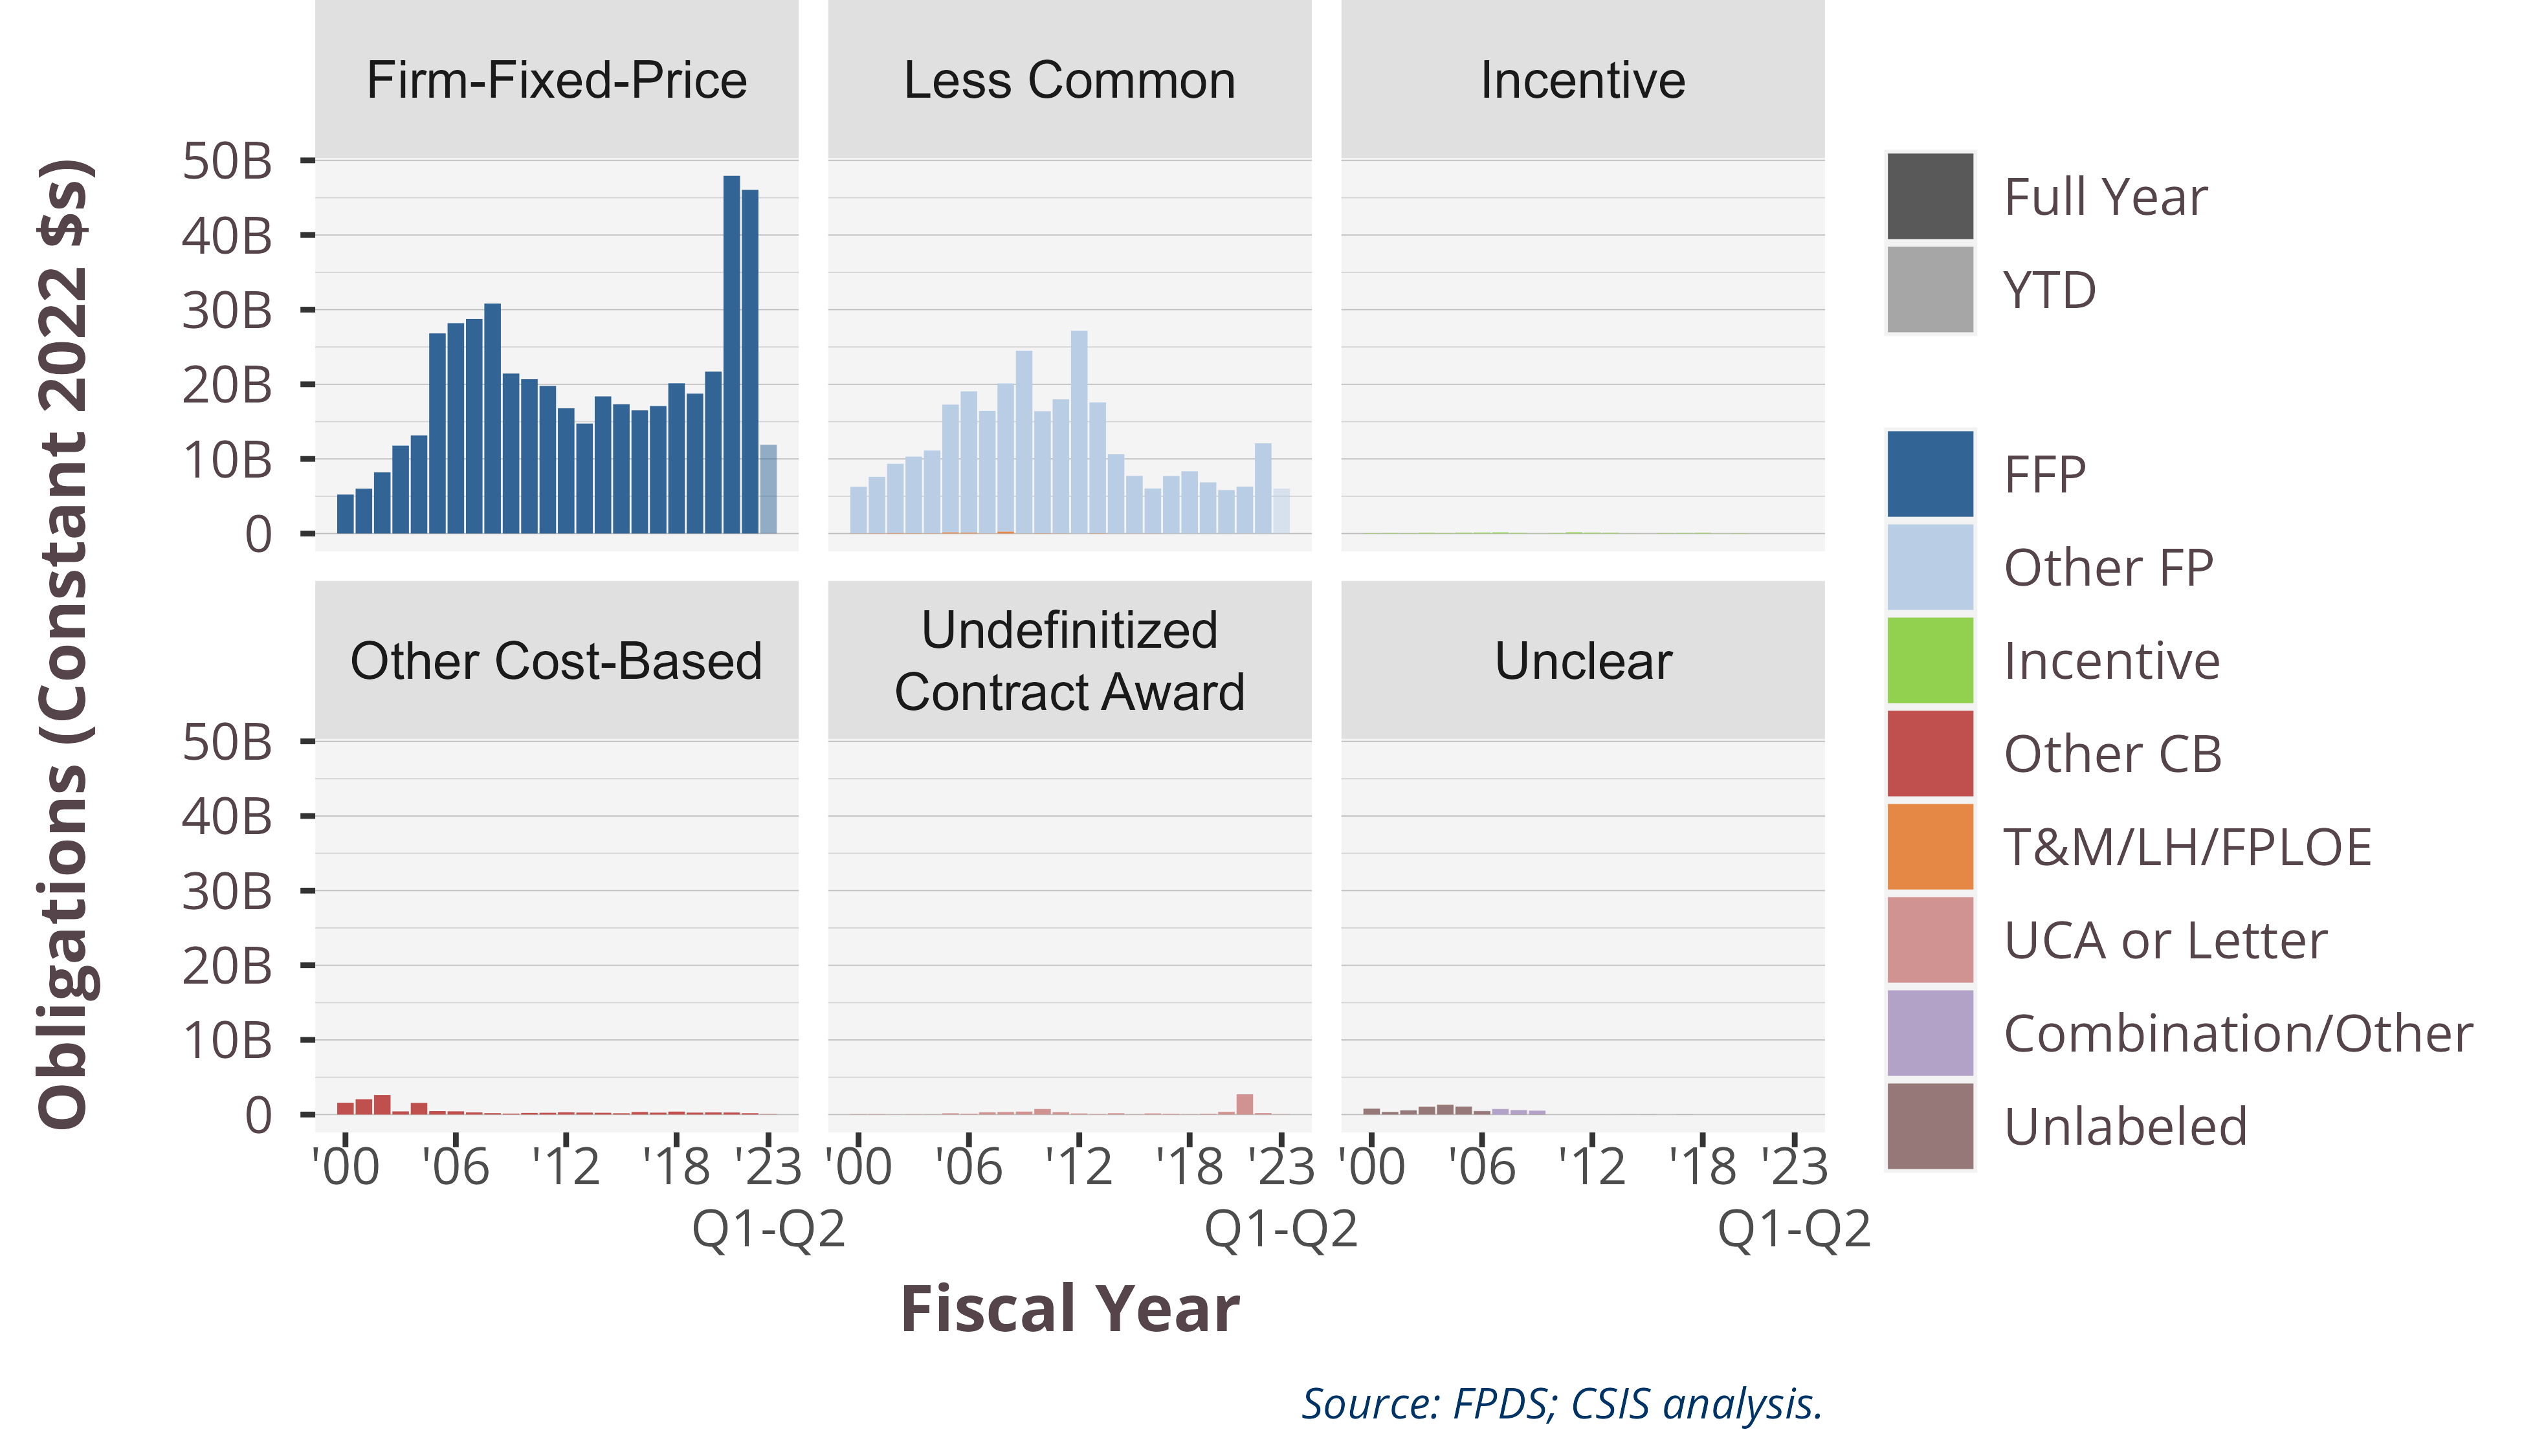 Firm-Fixed-Price
Less Common
Incentive
50B
40B
30B
20B
10B
0
Other Cost-Based
Undefinitized
Contract Award
Unclear
50B
40B
30B
20B
10B
0
'00 '06 '12 '18 '23
Q1-Q2
'00 '06 '12 '18 '23
Q1-Q2
'00 '06 '12 '18 '23
Q1-Q2
Obligations (Constant 2022 $s)
Fiscal Year
Full Year
YTD
FFP
Other FP
Incentive
Other CB
T&M/LH/FPLOE
UCA or Letter
Combination/Other
Unlabeled
Source: FPDS; CSIS analysis.